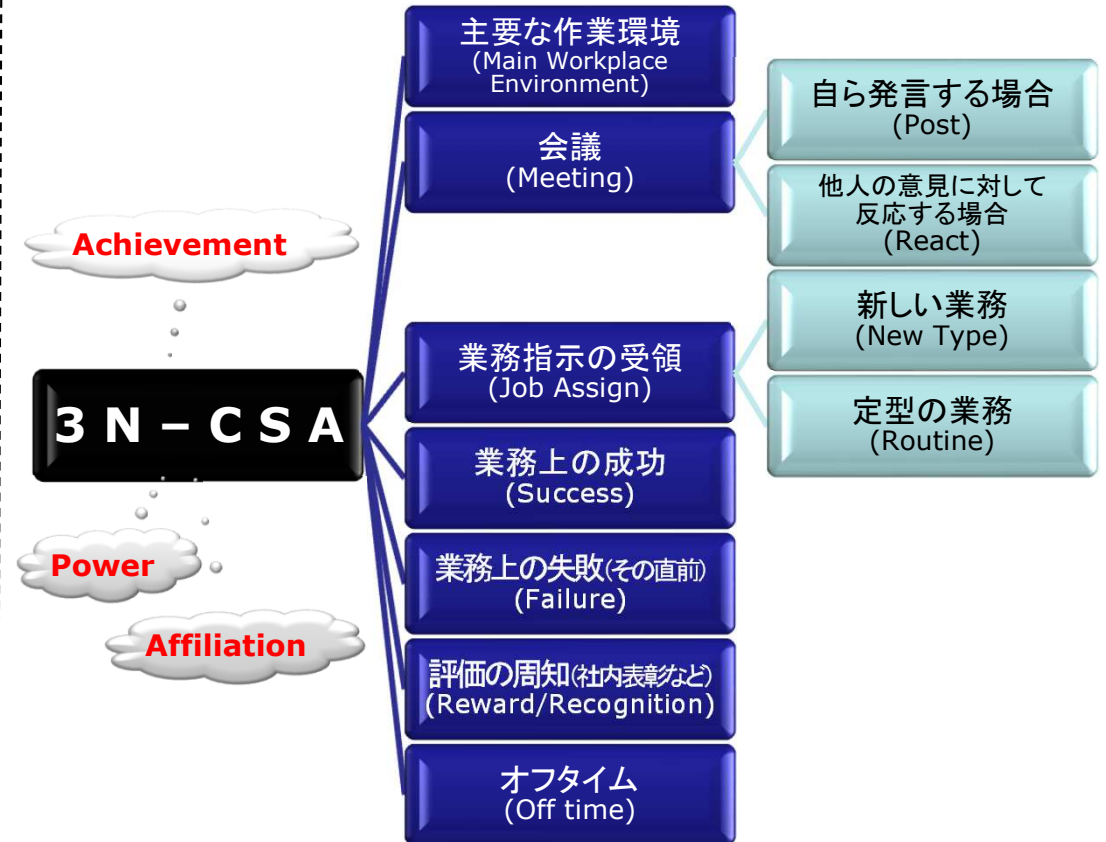 主要な作業環境
(Main Workplace
Environment)
会議
(Meeting)
自ら発言する場合
(Post)
他人の意見に対して
反応する場合
(React)
Achievement
3N–CSA
業務指示の受領
(Job Assign)
新しい業務
(New Type)
定型の業務
(Routine)
業務上の成功
(Success)
Power
業務上の失敗(その直前)
(Failure)
Affiliation
評価の周知(社内表彰など)
(Reward/Recognition)
オフタイム
(Off time)